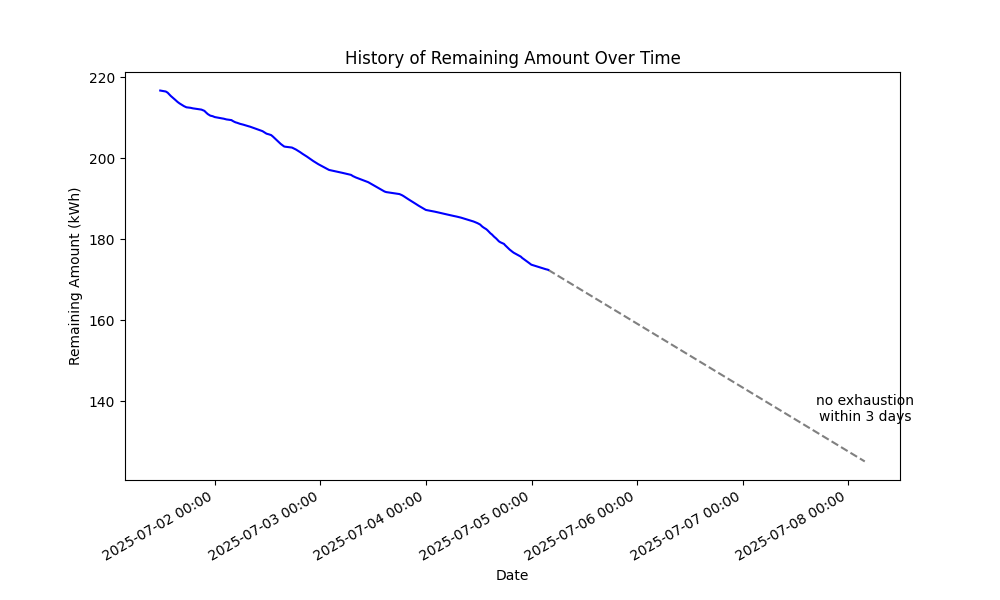 History of Remaining Amount Over Time
220
200
180
160
140
Remaining Amount (kWh)
no exhaustion
within 3 days
2025-07-02 00:00
2025-07-03 00:00
2025-07-04 00:00
2025-07-05 00:00
2025-07-06 00:00
2025-07-07 00:00
2025-07-08 00:00
Date